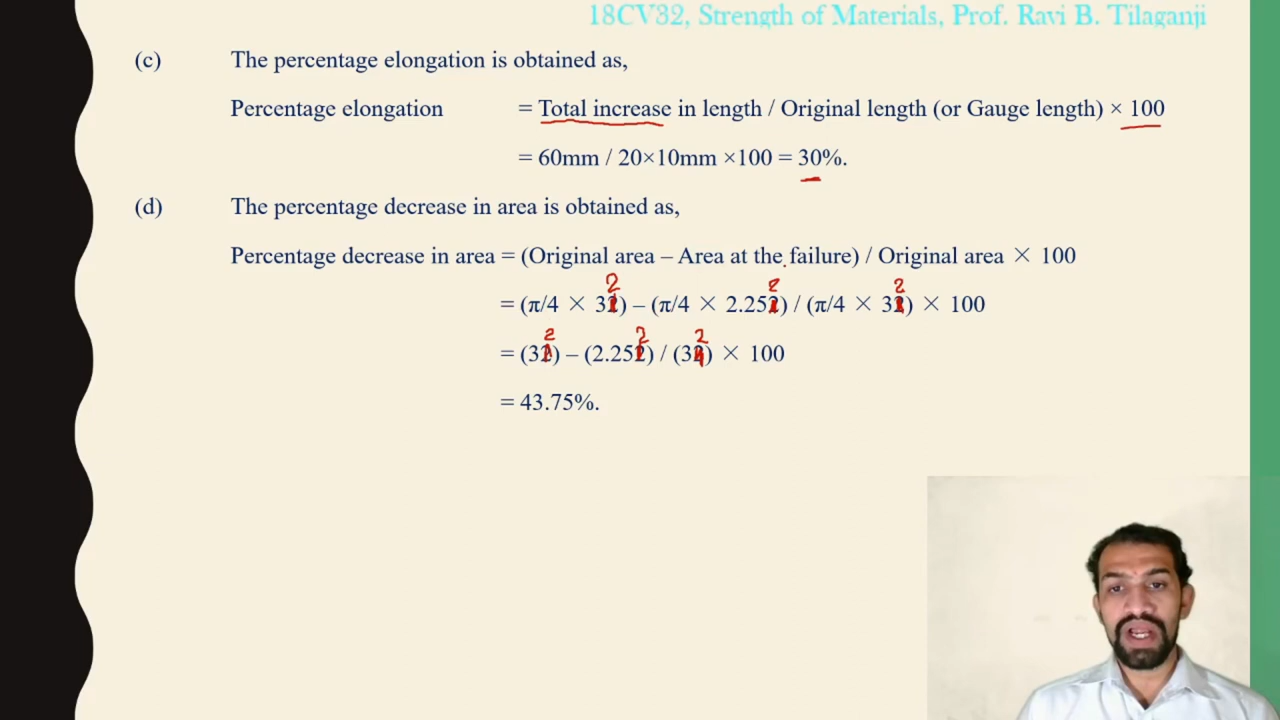 18CV32, Strength of Materials, Prof. Ravi B. Tilaganji
(c) The percentage elongation is obtained as,
Percentage elongation = Total increase in length / Original length (or Gauge length) × 100
= 60mm / 20×10mm ×100 = 30%.
(d) The percentage decrease in area is obtained as,
Percentage decrease in area = (Original area – Area at the failure) / Original area × 100
= (π/4 × 32) – (π/4 × 2.252) / (π/4 × 32) × 100
= (32) – (2.252) / (32) × 100
= 43.75%.